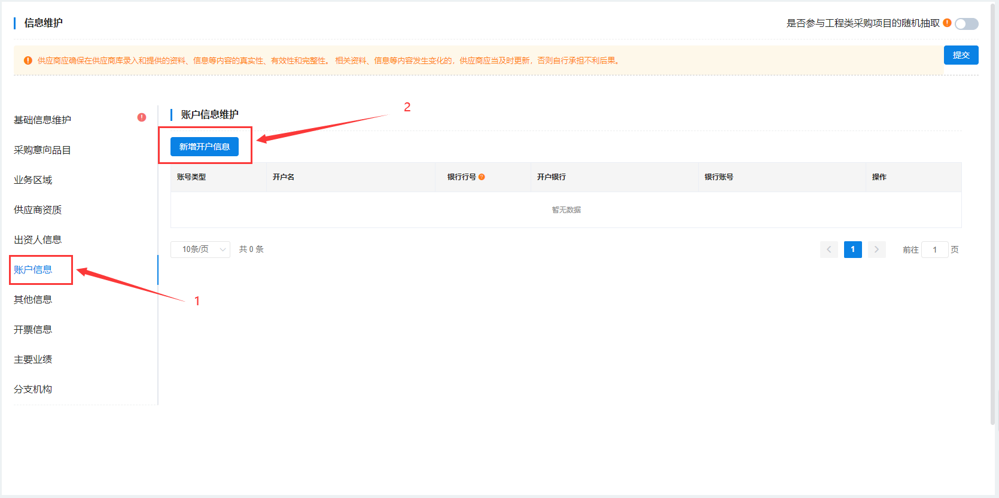 信息维护
是否参与工程类采购项目的随机抽取
供应商应确保在供应商库录入和提供的资料、信息等内容的真实性、有效性和完整性。 相关资料、信息等内容发生变化的，供应商应当及时更新，否则自行承担不利后果。
提交
基础信息维护
采购意向品目
业务区域
供应商资质
出资人信息
账户信息
其他信息
开票信息
主要业绩
分支机构
1
账户信息维护
2
新增开户信息
账号类型 开户名 银行行号 开户银行 银行账号 操作
暂无数据
10条/页 共 0 条 1 前往 1 页